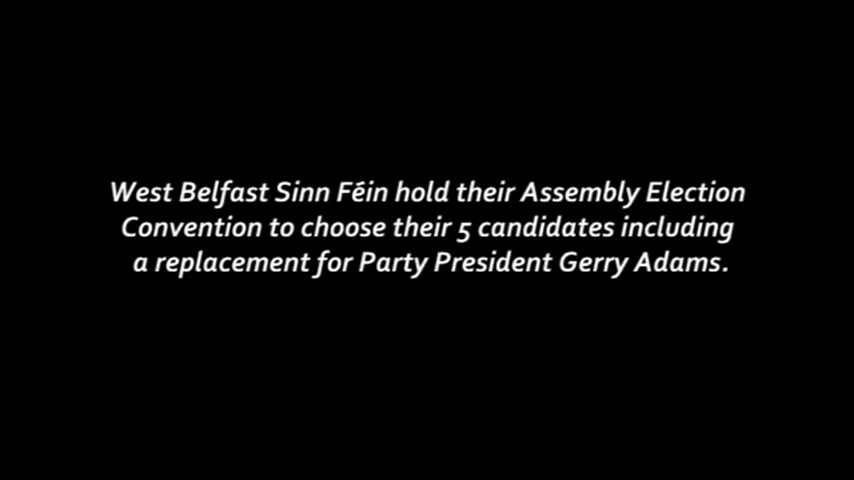 West Belfast Sinn Féin hold their Assembly Election
Convention to choose their 5 candidates including
a replacement for Party President Gerry Adams.